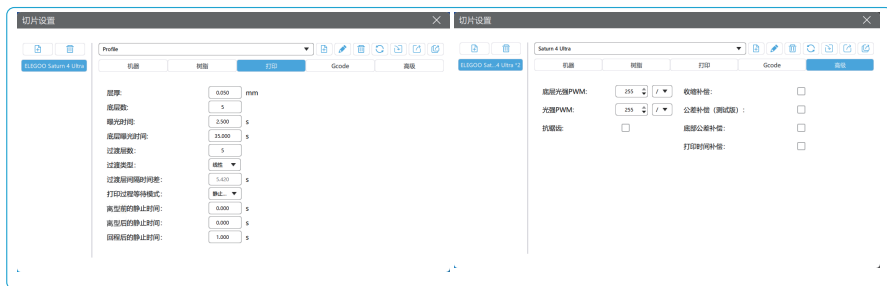 切片设置
ELEGOO Saturn 4 Ultra
Profile
机器 树脂 打印 Gcode 高级
层厚: 0.050 mm
底层数: 5
曝光时间: 2.500 s
底层曝光时间: 35.000 s
过渡层数: 5
过渡类型: 线性
过渡层间隔时间差: 5.420 s
打印过程等待模式: 静止...
离型前的静止时间: 0.000 s
离型后的静止时间: 0.000 s
回程后的静止时间: 1.000 s
切片设置
ELEGOO Sat...4 Ultra *2
Saturn 4 Ultra
机器 树脂 打印 Gcode 高级
底层光强PWM: 255 / 收缩补偿:
光强PWM: 255 / 公差补偿（测试版）:
抗锯齿: 底部公差补偿:
打印时间补偿: